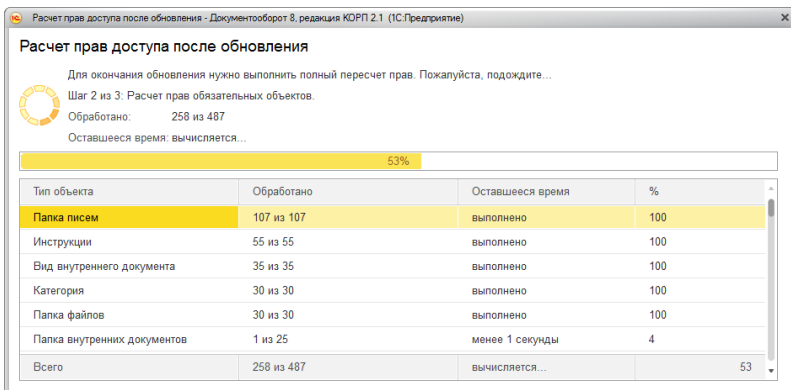 Расчет прав доступа после обновления - Документооборот 8, редакция КОРП 2.1 (1С:Предприятие)
Расчет прав доступа после обновления
Для окончания обновления нужно выполнить полный пересчет прав. Пожалуйста, подождите...
Шаг 2 из 3: Расчет прав обязательных объектов.
Обработано: 258 из 487
Оставшееся время: вычисляется...
53%
Тип объекта Обработано Оставшееся время %
Папка писем 107 из 107 выполнено 100
Инструкции 55 из 55 выполнено 100
Вид внутреннего документа 35 из 35 выполнено 100
Категория 30 из 30 выполнено 100
Папка файлов 30 из 30 выполнено 100
Папка внутренних документов 1 из 25 менее 1 секунды 4
Всего 258 из 487 вычисляется... 53